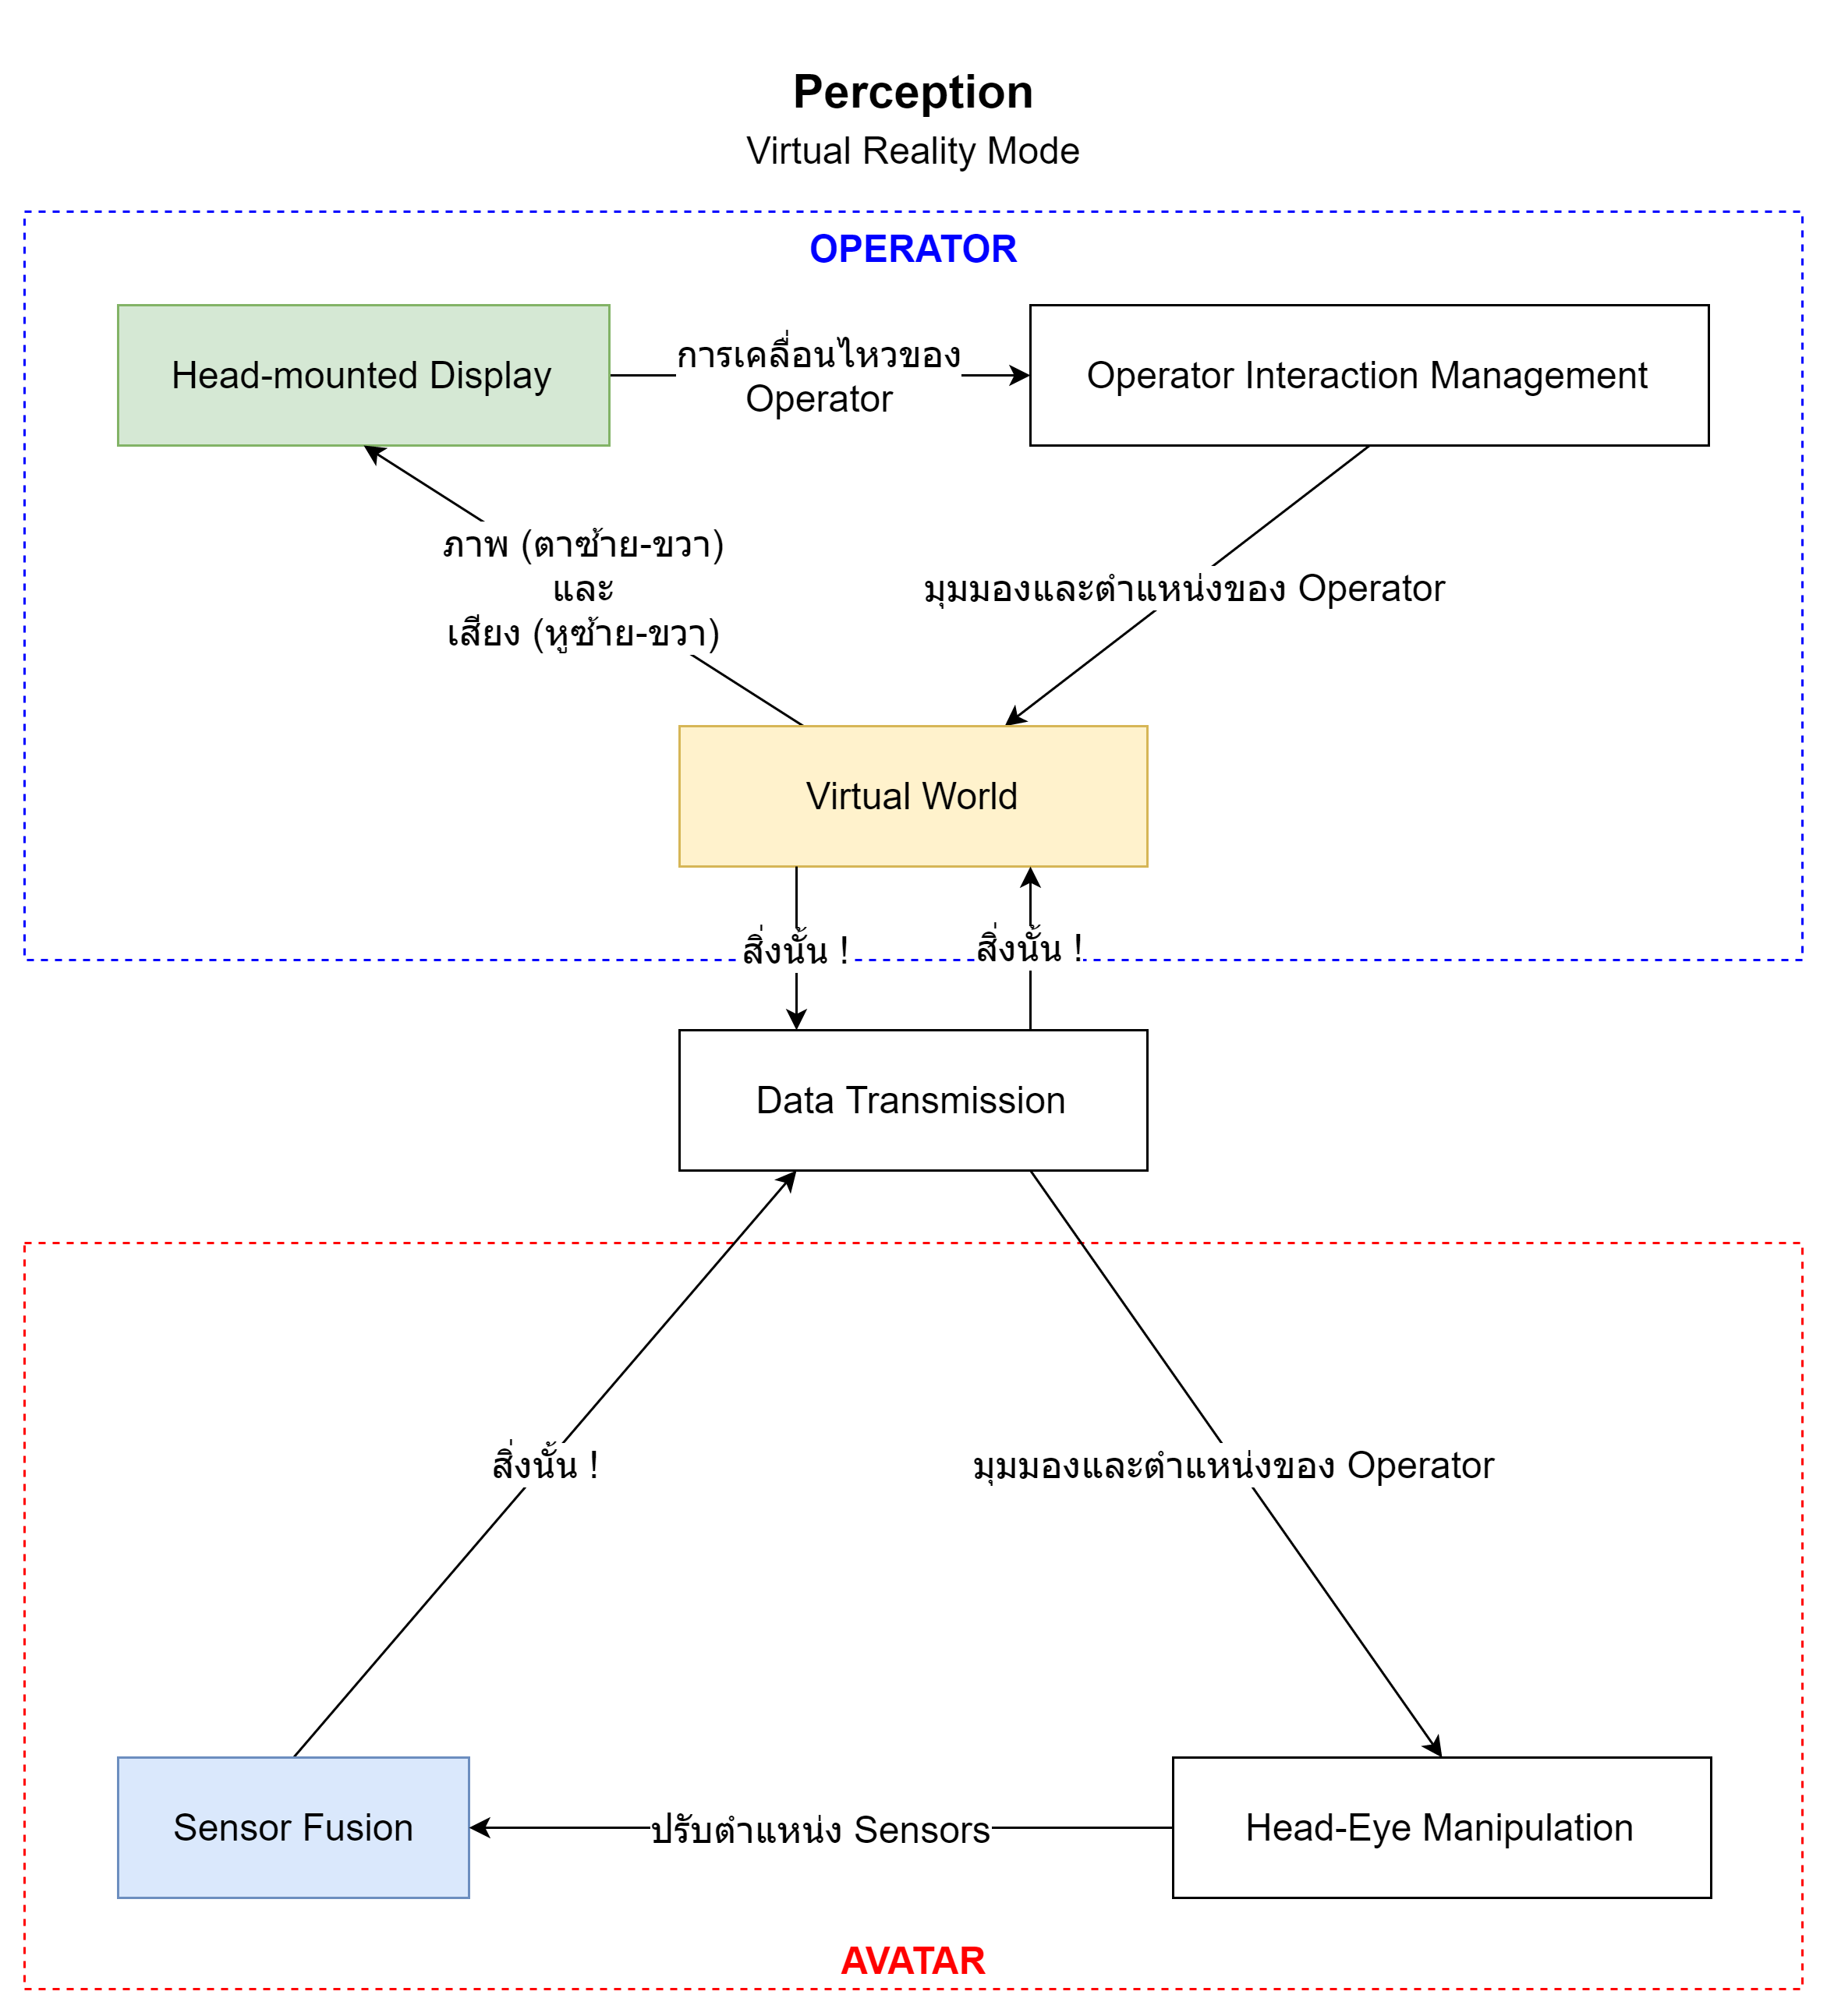 Perception
Virtual Reality Mode
OPERATOR
Head-mounted Display
การเคลื่อนไหวของ
Operator
Operator Interaction Management
ภาพ (ตาซ้าย-ขวา)
และ
เสียง (หูซ้าย-ขวา)
มุมมองและตำแหน่งของ Operator
Virtual World
สิ่งนั้น !
สิ่งนั้น !
Data Transmission
สิ่งนั้น !
มุมมองและตำแหน่งของ Operator
Sensor Fusion
ปรับตำแหน่ง Sensors
Head-Eye Manipulation
AVATAR